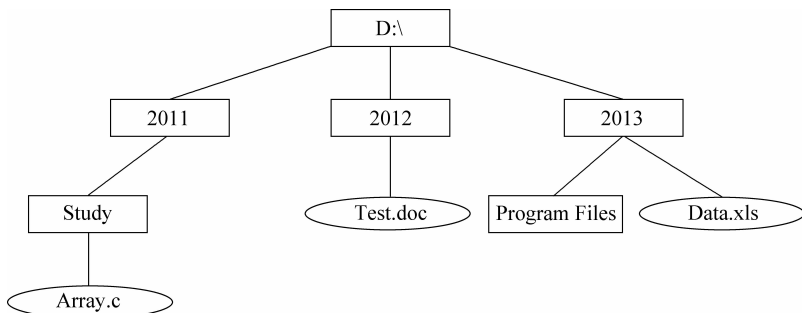 D:\
2011
2012
2013
Study
Test.doc
Program Files
Data.xls
Array.c